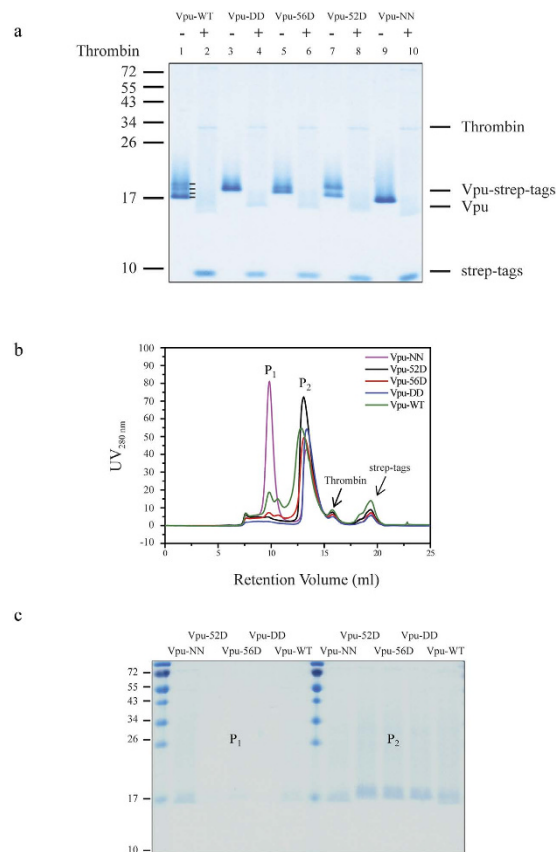 a
Vpu-WT Vpu-DD Vpu-56D Vpu-52D Vpu-NN
- + - + - + - + - +
Thrombin 1 2 3 4 5 6 7 8 9 10
72
55
43
34
Thrombin
26
Vpu-strep-tags
17
Vpu
10
strep-tags
b
100
90
80
70
60
50
40
30
20
10
0
-10
UV280 nm
P1
P2
Vpu-NN
Vpu-52D
Vpu-56D
Vpu-DD
Vpu-WT
Thrombin
strep-tags
0 5 10 15 20 25
Retention Volume (ml)
c
Vpu-52D Vpu-DD Vpu-52D Vpu-DD
Vpu-NN Vpu-56D Vpu-WT Vpu-NN Vpu-56D Vpu-WT
72
55
43
34
26
P1
P2
17
10